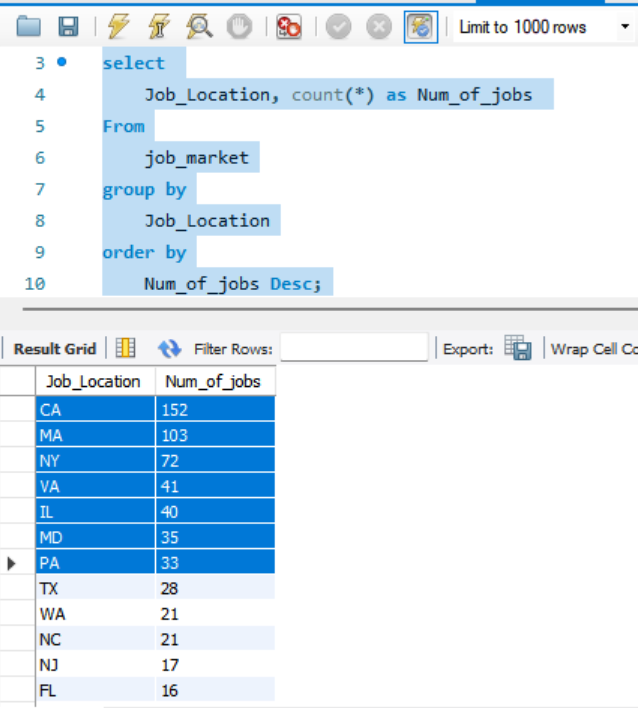 Limit to 1000 rows
3 select
4 Job_Location, count(*) as Num_of_jobs
5 From
6 job_market
7 group by
8 Job_Location
9 order by
10 Num_of_jobs Desc;
Result Grid Filter Rows: Export: Wrap Cell Co
Job_Location Num_of_jobs
CA 152
MA 103
NY 72
VA 41
IL 40
MD 35
PA 33
TX 28
WA 21
NC 21
NJ 17
FL 16